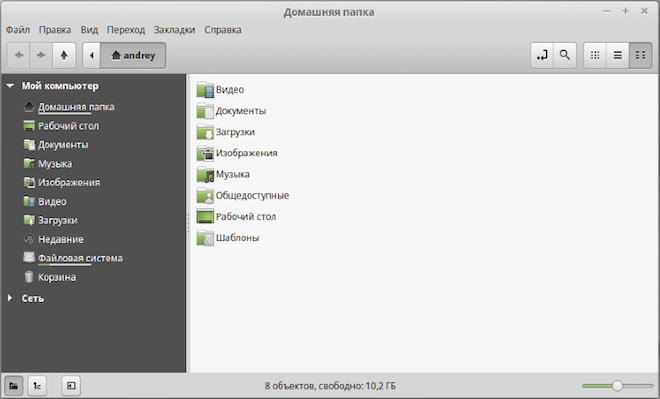 Домашняя папка
Файл Правка Вид Переход Закладки Справка
andrey
Мой компьютер
Домашняя папка
Рабочий стол
Документы
Музыка
Изображения
Видео
Загрузки
Недавние
Файловая система
Корзина
Сеть
Видео
Документы
Загрузки
Изображения
Музыка
Общедоступные
Рабочий стол
Шаблоны
8 объектов, свободно: 10,2 ГБ